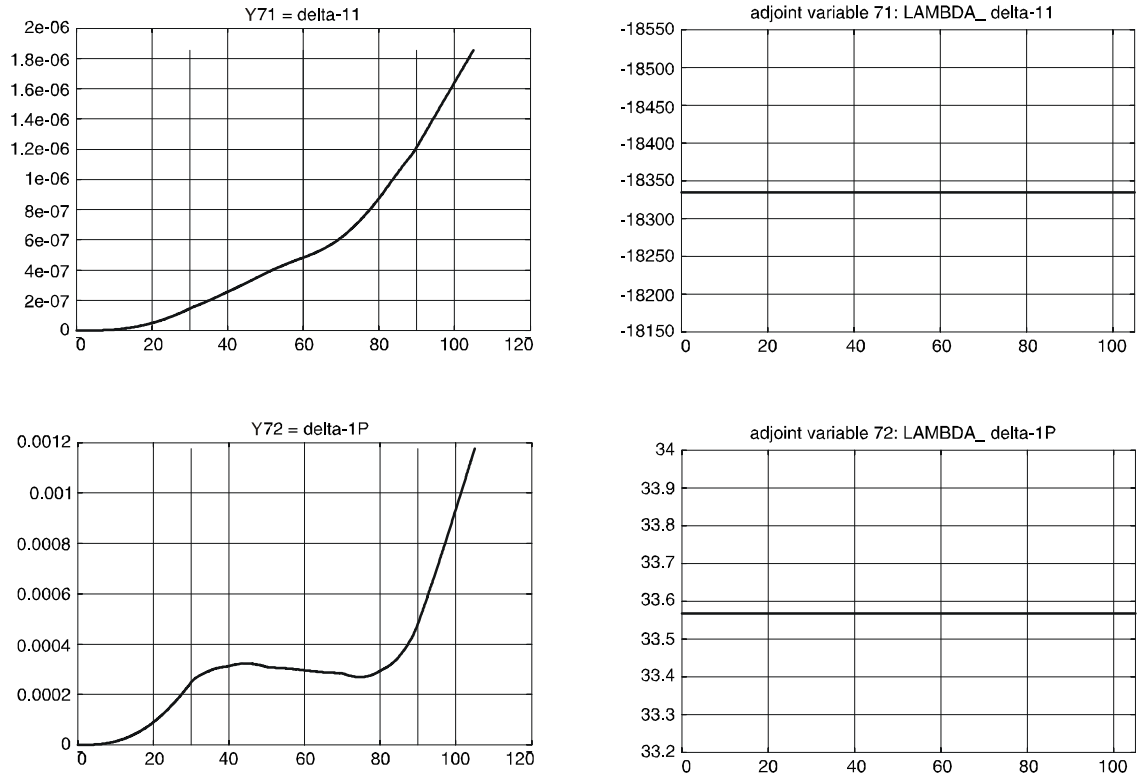 Y71 = delta-11
2e-06
1.8e-06
1.6e-06
1.4e-06
1.2e-06
1e-06
8e-07
6e-07
4e-07
2e-07
0
0 20 40 60 80 100 120
adjoint variable 71: LAMBDA_ delta-11
-18550
-18500
-18450
-18400
-18350
-18300
-18250
-18200
-18150
0 20 40 60 80 100
Y72 = delta-1P
0.0012
0.001
0.0008
0.0006
0.0004
0.0002
0
0 20 40 60 80 100 120
adjoint variable 72: LAMBDA_ delta-1P
34
33.9
33.8
33.7
33.6
33.5
33.4
33.3
33.2
0 20 40 60 80 100